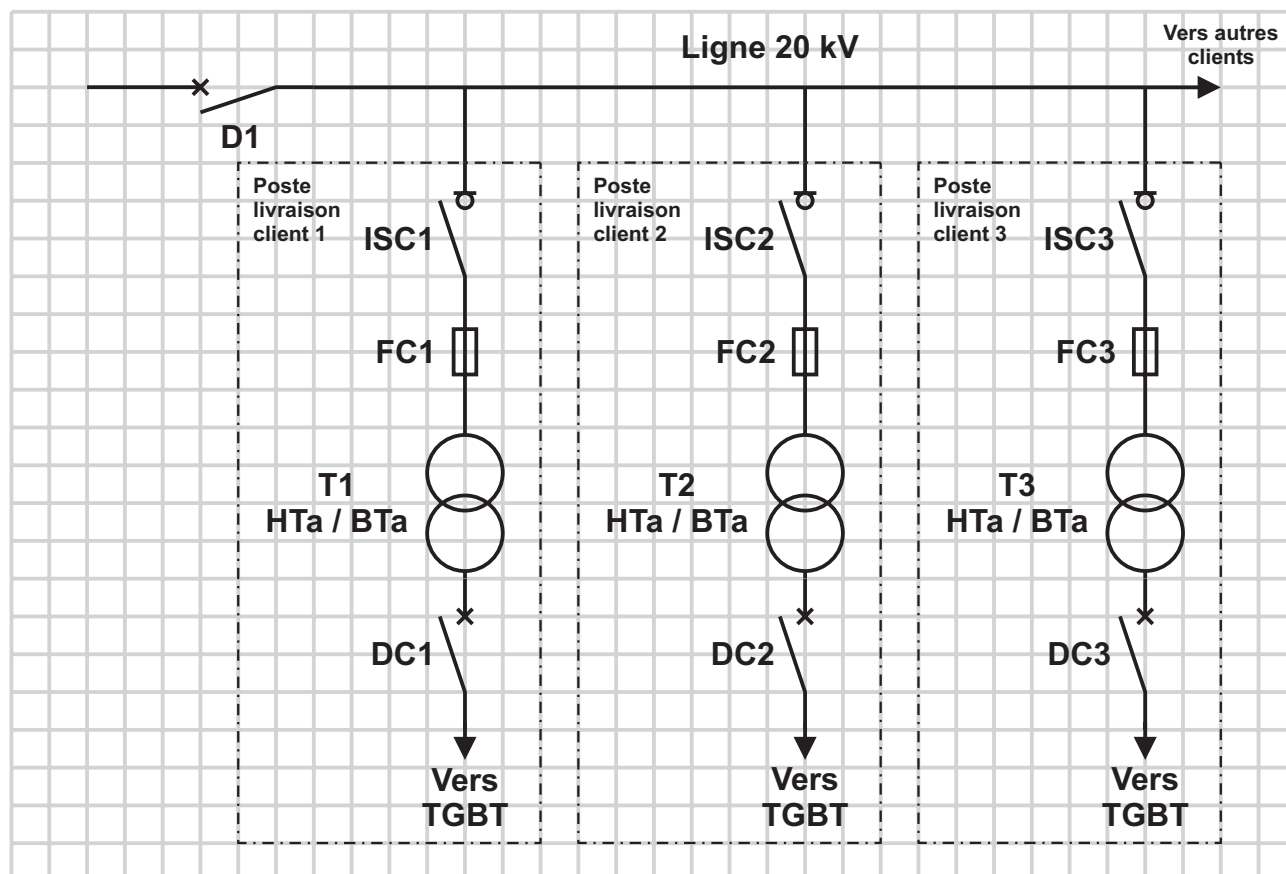 Ligne 20 kV
Vers autres
clients
D1
Poste
livraison
client 1
ISC1
FC1
T1
HTa / BTa
DC1
Vers
TGBT
Poste
livraison
client 2
ISC2
FC2
T2
HTa / BTa
DC2
Vers
TGBT
Poste
livraison
client 3
ISC3
FC3
T3
HTa / BTa
DC3
Vers
TGBT